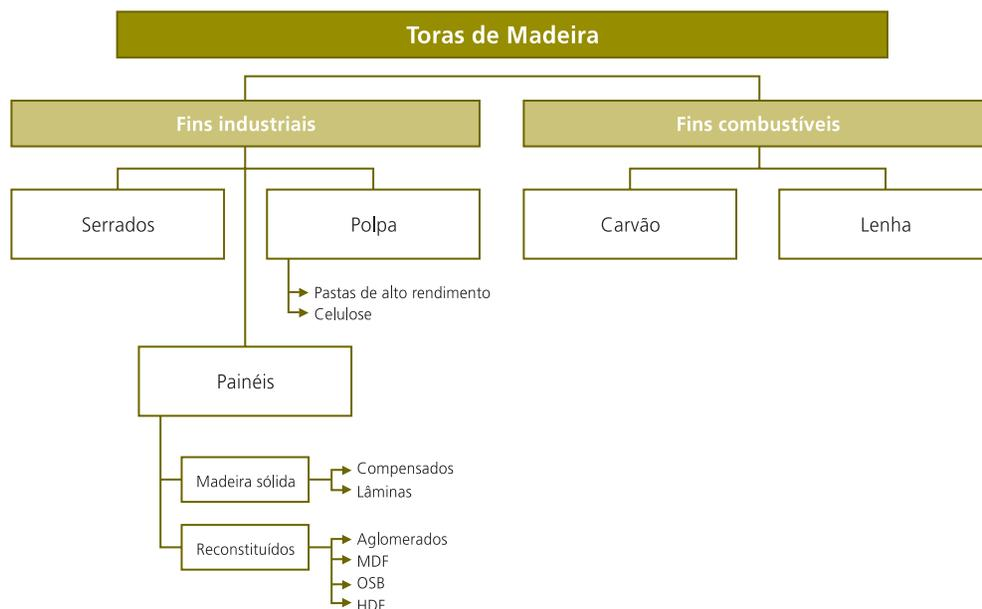 Toras de Madeira
Fins industriais
Fins combustíveis
Serrados
Polpa
Carvão
Lenha
Pastas de alto rendimento
Celulose
Painéis
Madeira sólida
Compensados
Lâminas
Reconstituídos
Aglomerados
MDF
OSB
HDF